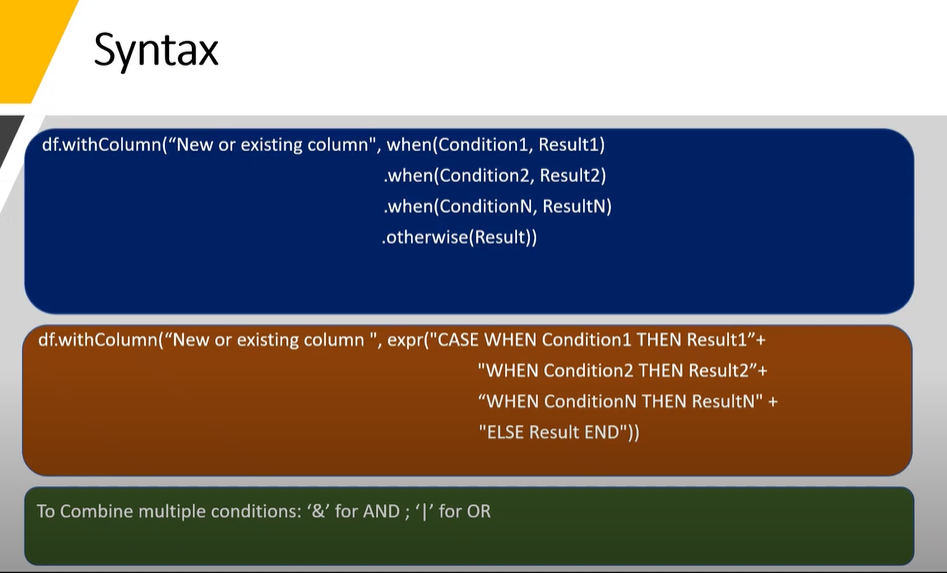 Syntax
df.withColumn(“New or existing column", when(Condition1, Result1)
.when(Condition2, Result2)
.when(ConditionN, ResultN)
.otherwise(Result))
df.withColumn(“New or existing column ", expr("CASE WHEN Condition1 THEN Result1”+
"WHEN Condition2 THEN Result2”+
“WHEN ConditionN THEN ResultN" +
"ELSE Result END"))
To Combine multiple conditions: ‘&’ for AND ; ‘|’ for OR